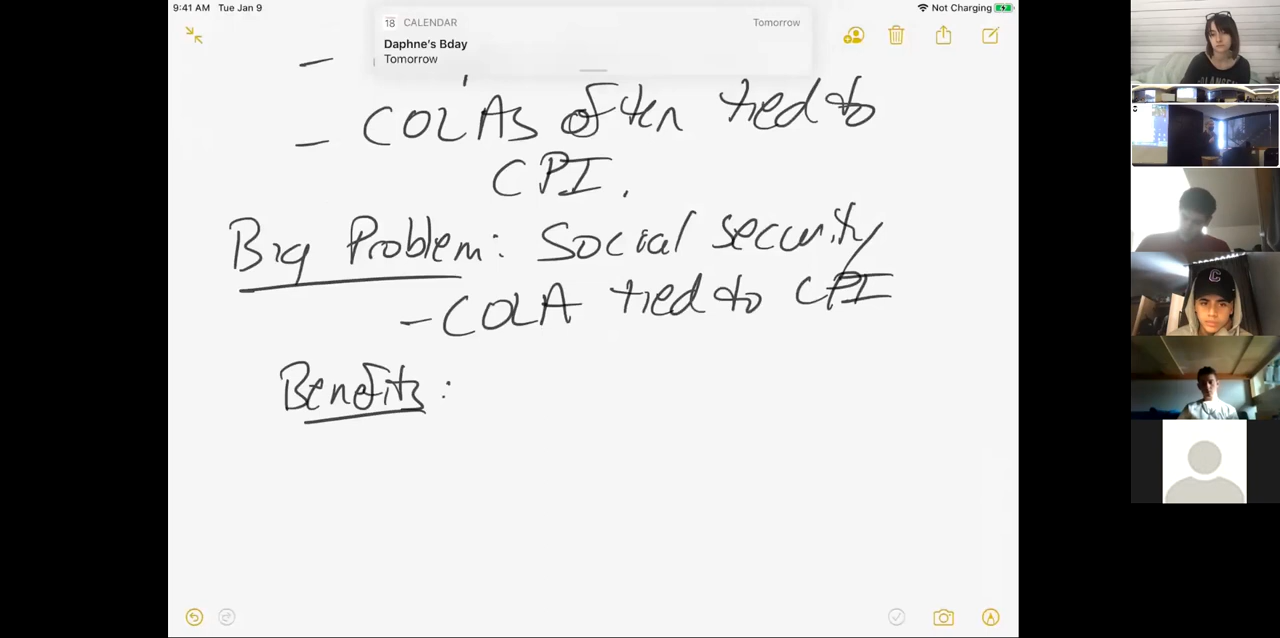 9:41 AM Tue Jan 9
Not Charging
18 CALENDAR
Tomorrow
Daphne's Bday
Tomorrow
- COLAs often tied to
CPI.
Big Problem: Social security
- COLA tied to CPI
Benefits:
C